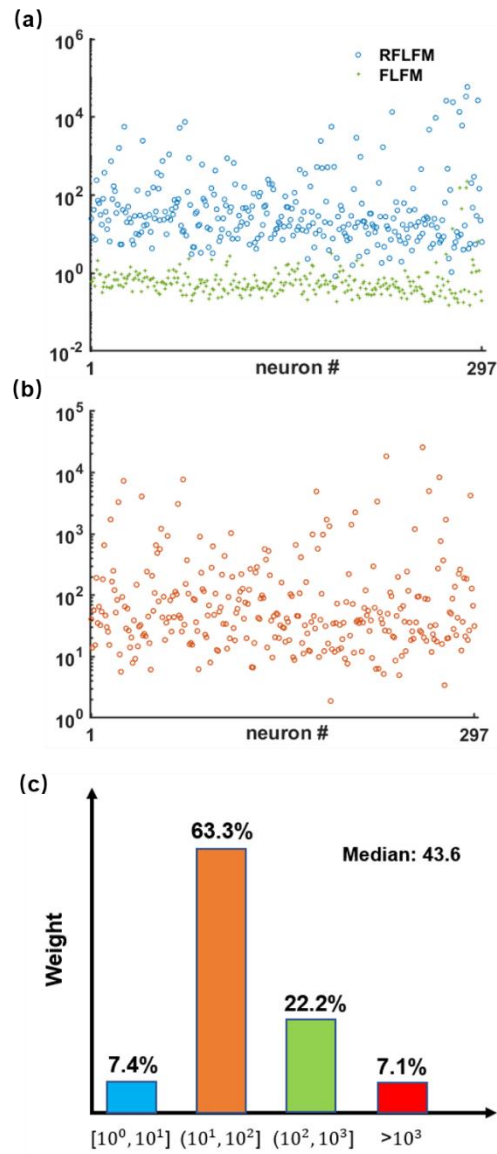 (a)
10^6
RFLFM
FLFM
10^4
10^2
10^0
10^-2
1
neuron #
297
(b)
10^5
10^4
10^3
10^2
10^1
10^0
1
neuron #
297
(c)
63.3%
Median: 43.6
Weight
22.2%
7.4%
7.1%
[10^0, 10^1] (10^1, 10^2] (10^2, 10^3] >10^3